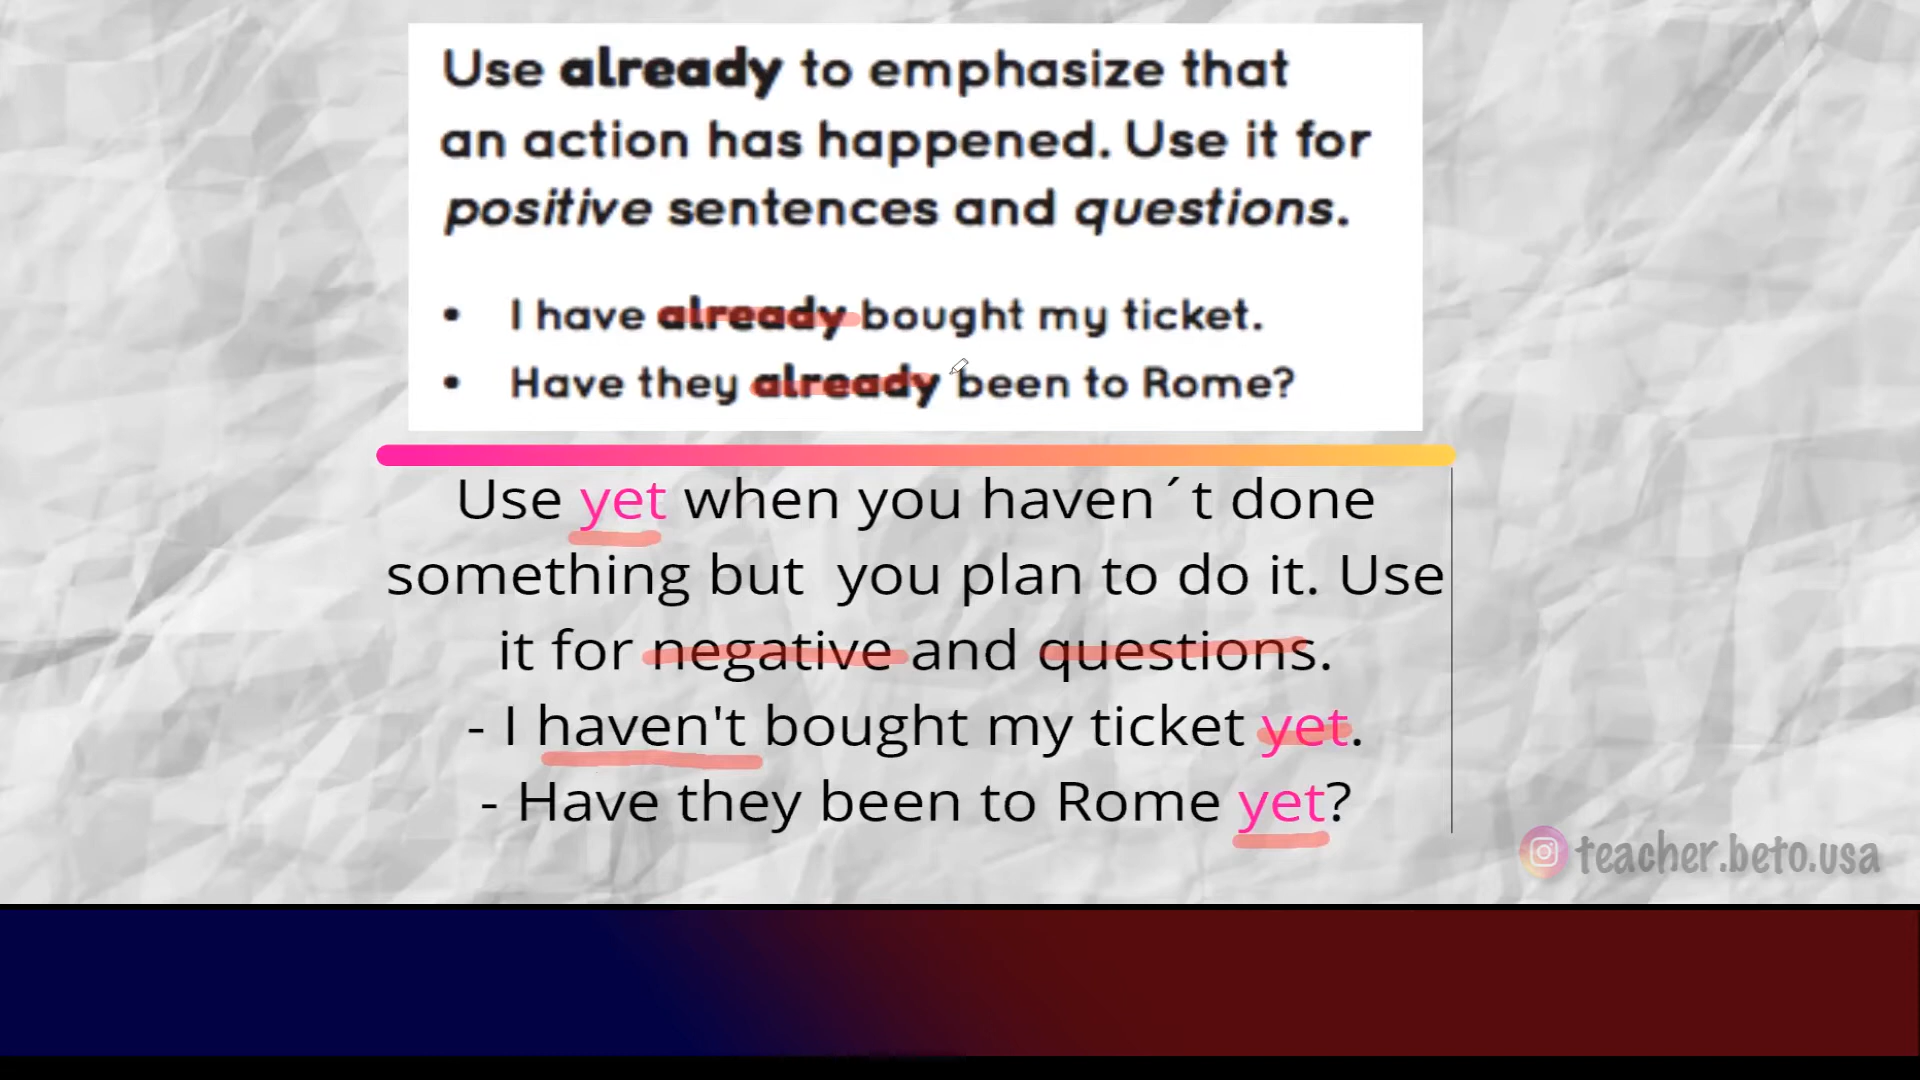 Use already to emphasize that
an action has happened. Use it for
positive sentences and questions.
• I have already bought my ticket.
• Have they already been to Rome?
Use yet when you haven´t done
something but you plan to do it. Use
it for negative and questions.
- I haven't bought my ticket yet.
- Have they been to Rome yet?
teacher.beto.usa